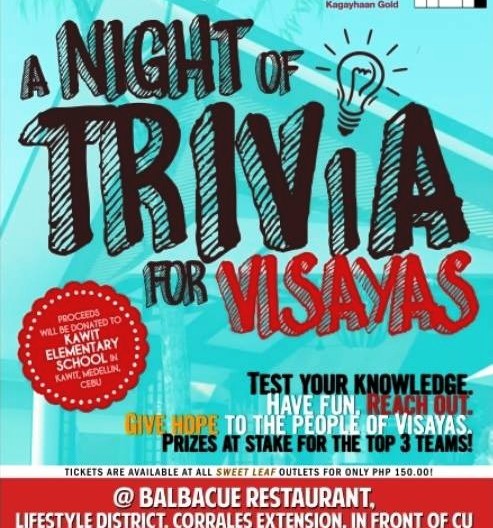 Kagayhaan Gold
A NIGHT OF
TRIViA
FOR VISAYAS
PROCEEDS
WILL BE DONATED TO
KAWIT
ELEMENTARY
SCHOOL IN
KAWIT, MEDELLIN,
CEBU
TEST YOUR KNOWLEDGE.
HAVE FUN. REACH OUT.
GIVE HOPE TO THE PEOPLE OF VISAYAS.
PRIZES AT STAKE FOR THE TOP 3 TEAMS!
TICKETS ARE AVAILABLE AT ALL SWEET LEAF OUTLETS FOR ONLY PHP 150.00!
@ BALBACUE RESTAURANT,
LIFESTYLE DISTRICT, CORRALES EXTENSION, IN FRONT OF CU